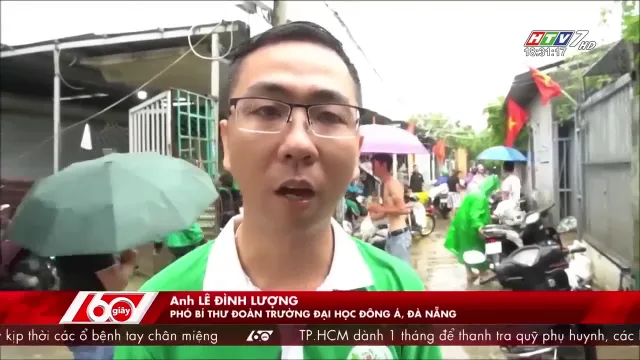 HTV7 HD
18:31:17
Anh LÊ ĐÌNH LƯỢNG
60 giây
PHÓ BÍ THƯ ĐOÀN TRƯỜNG ĐẠI HỌC ĐÔNG Á, ĐÀ NẴNG
kịp thời các ổ bệnh tay chân miệng 60 giây TP.HCM dành 1 tháng để thanh tra quỹ phụ huynh, các